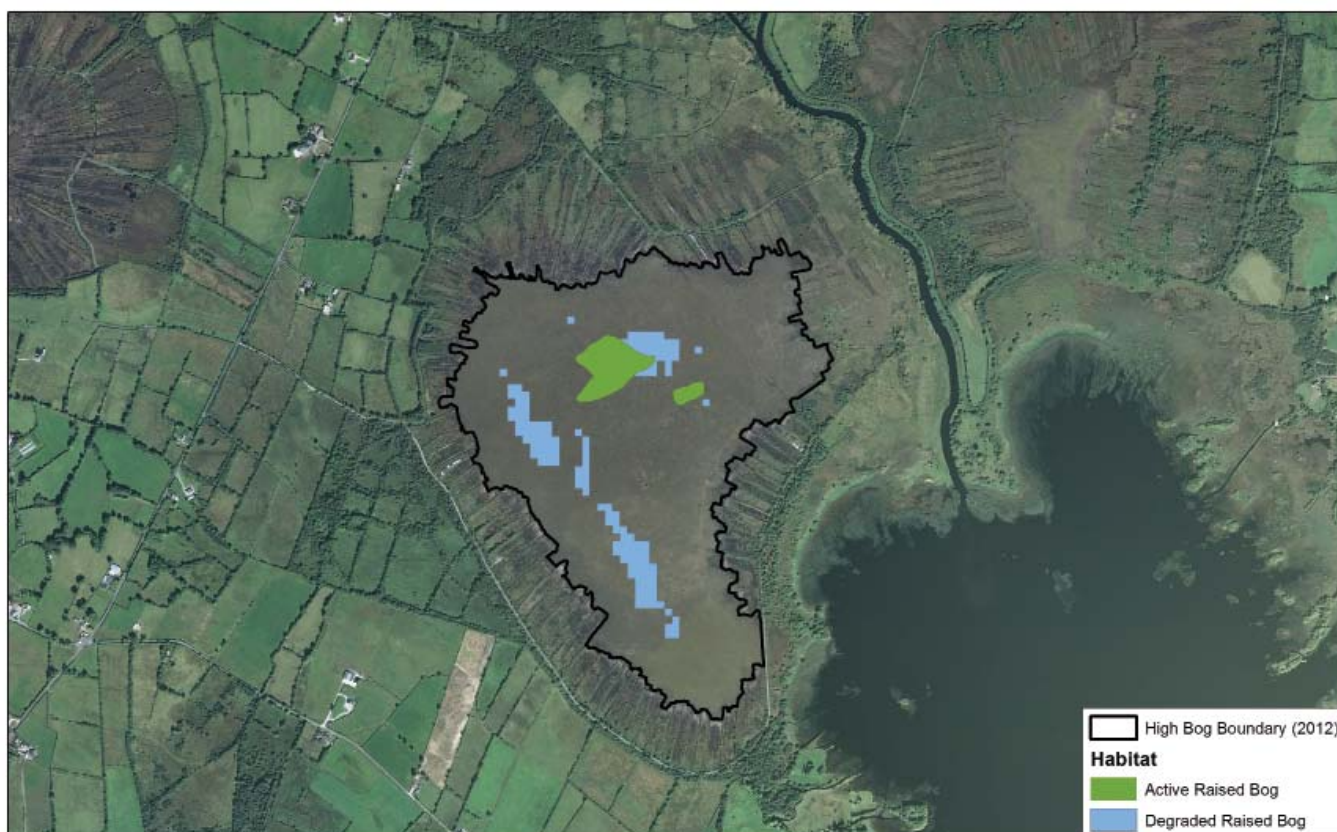 High Bog Boundary (2012)
Habitat
Active Raised Bog
Degraded Raised Bog